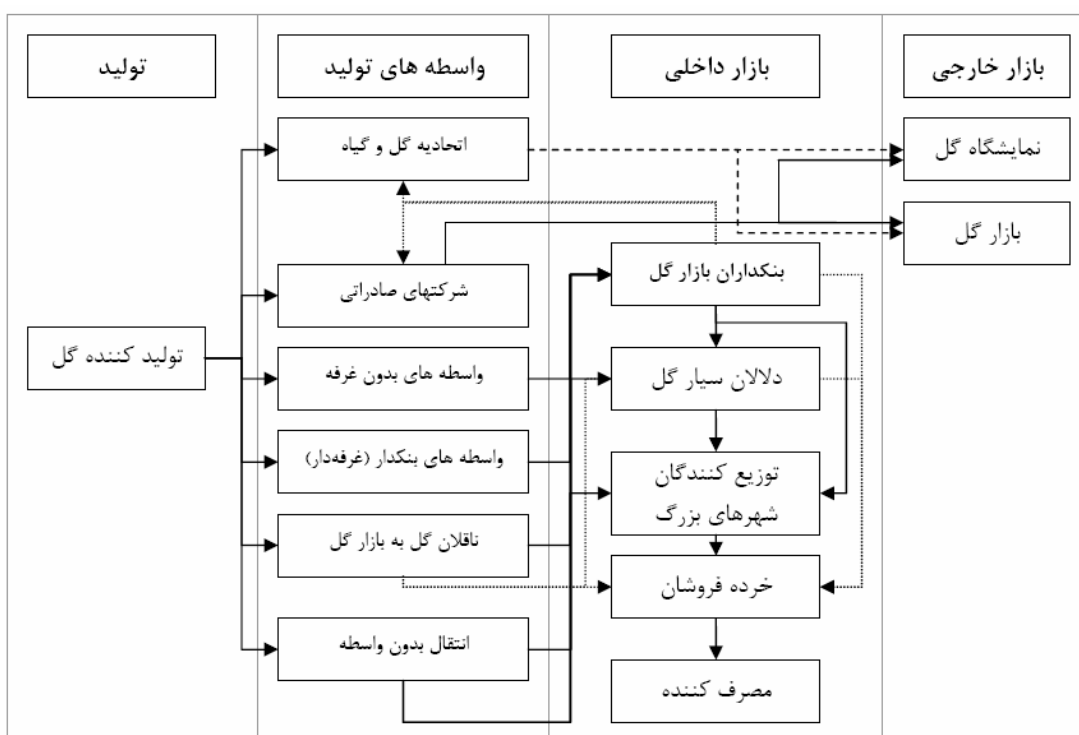 تولید
واسطه های تولید
بازار داخلی
بازار خارجی
اتحادیه گل و گیاه
نمایشگاه گل
بازار گل
شرکتهای صادراتی
بنکداران بازار گل
تولید کننده گل
واسطه های بدون غرفه
دلالان سیار گل
واسطه های بنکدار (غرفه‌دار)
توزیع کنندگان
شهرهای بزرگ
ناقلان گل به بازار گل
خرده فروشان
انتقال بدون واسطه
مصرف کننده